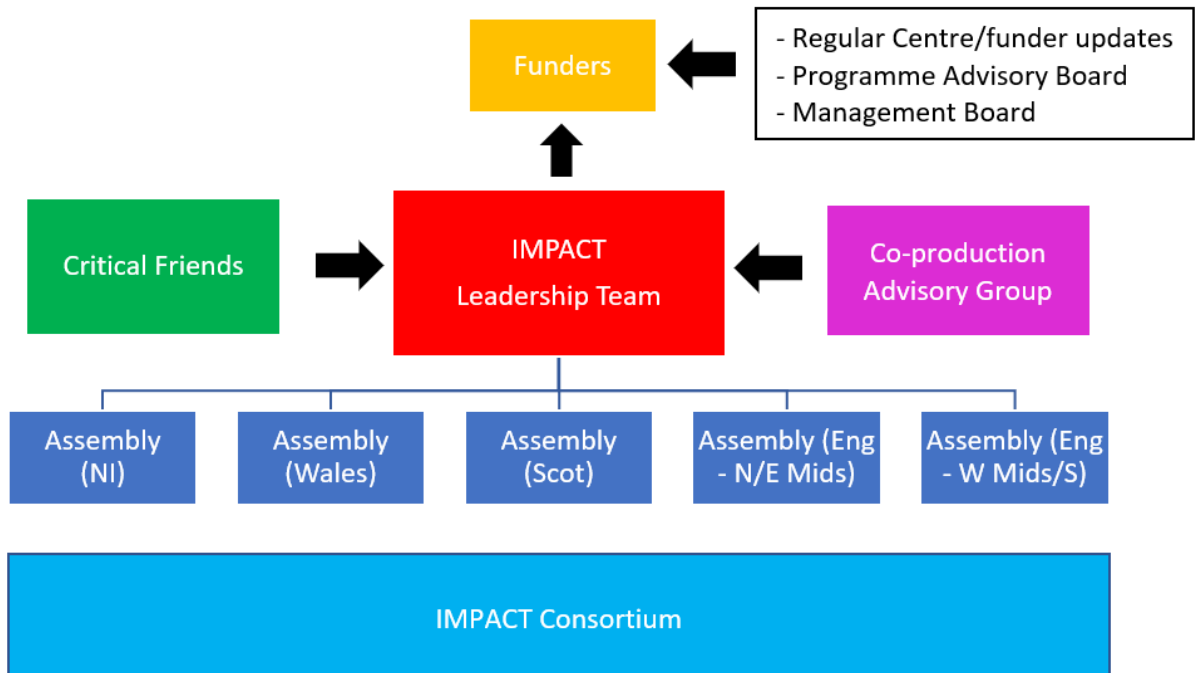 Funders
- Regular Centre/funder updates
- Programme Advisory Board
- Management Board
Critical Friends
IMPACT
Leadership Team
Co-production
Advisory Group
Assembly
(NI)
Assembly
(Wales)
Assembly
(Scot)
Assembly (Eng
- N/E Mids)
Assembly (Eng
- W Mids/S)
IMPACT Consortium